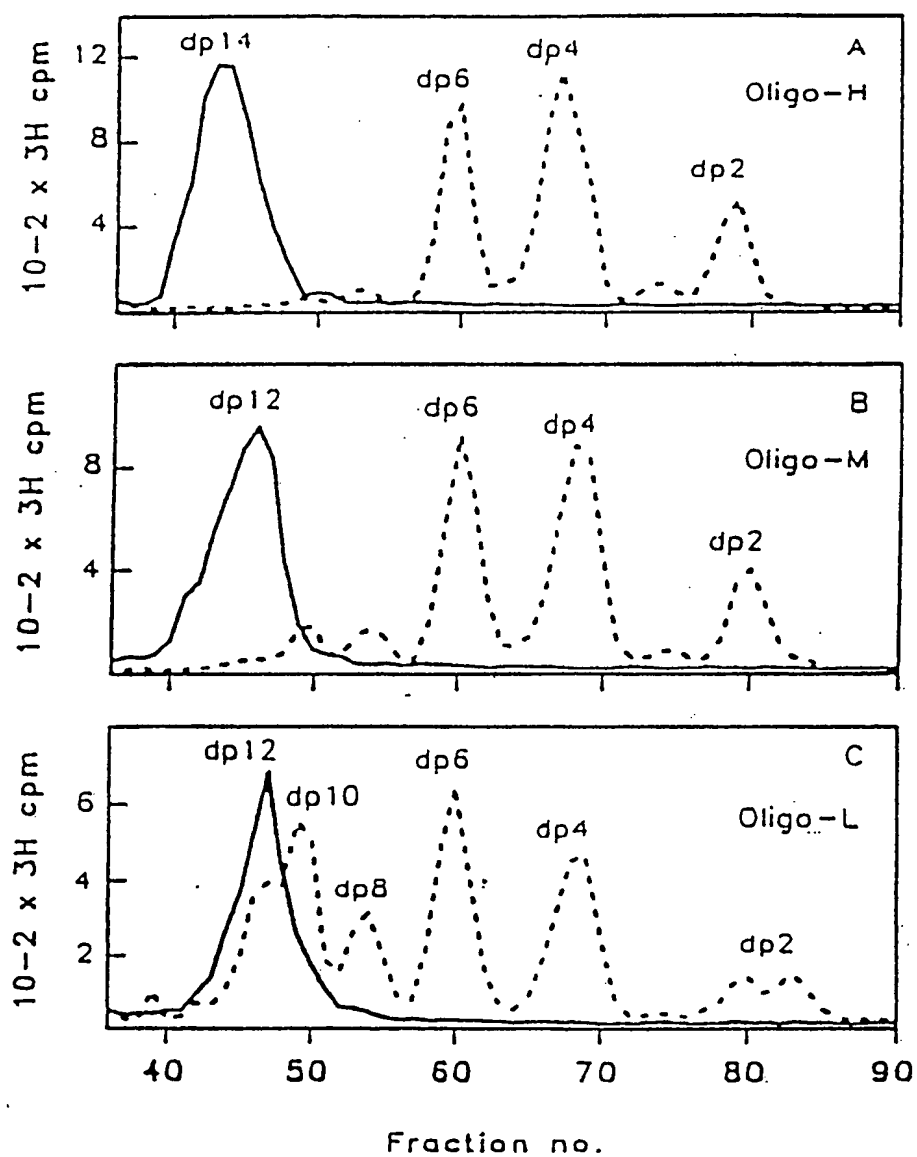 dp14
A
dp4
12
dp6
Oligo-H
8
dp2
4
10-2 x 3H cpm
dp12
dp6
B
dp4
Oligo-M
8
dp2
4
10-2 x 3H cpm
dp12
dp6
C
dp10
6
dp4
Oligo-L
4
dp8
dp2
2
10-2 x 3H cpm
40 50 60 70 80 90
Fraction no.